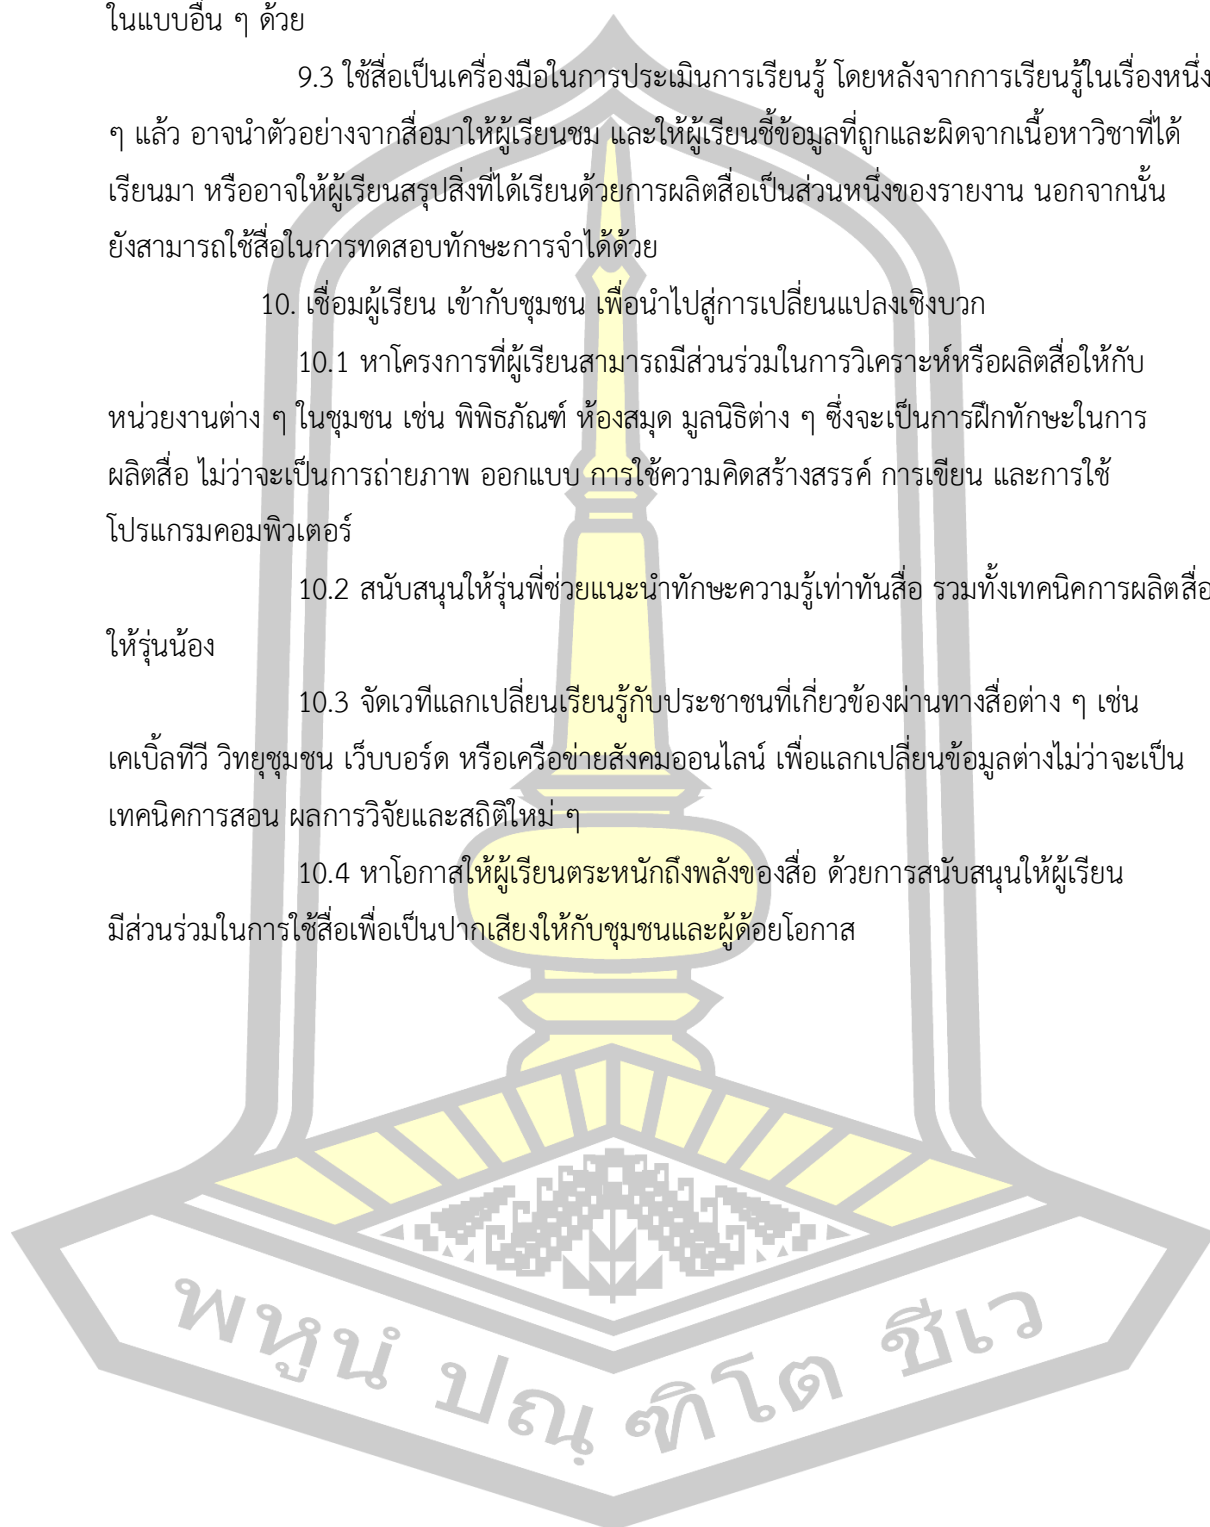 ในแบบอื่น ๆ ด้วย
9.3 ใช้สื่อเป็นเครื่องมือในการประเมินการเรียนรู้ โดยหลังจากการเรียนรู้ในเรื่องหนึ่ง
ๆ แล้ว อาจนำตัวอย่างจากสื่อมาให้ผู้เรียนชม และให้ผู้เรียนชี้ข้อมูลที่ถูกและผิดจากเนื้อหาวิชาที่ได้
เรียนมา หรืออาจให้ผู้เรียนสรุปสิ่งที่ได้เรียนด้วยการผลิตสื่อเป็นส่วนหนึ่งของรายงาน นอกจากนั้น
ยังสามารถใช้สื่อในการทดสอบทักษะการจำได้ด้วย
10. เชื่อมผู้เรียน เข้ากับชุมชน เพื่อนำไปสู่การเปลี่ยนแปลงเชิงบวก
10.1 หาโครงการที่ผู้เรียนสามารถมีส่วนร่วมในการวิเคราะห์หรือผลิตสื่อให้กับ
หน่วยงานต่าง ๆ ในชุมชน เช่น พิพิธภัณฑ์ ห้องสมุด มูลนิธิต่าง ๆ ซึ่งจะเป็นการฝึกทักษะในการ
ผลิตสื่อ ไม่ว่าจะเป็นการถ่ายภาพ ออกแบบ การใช้ความคิดสร้างสรรค์ การเขียน และการใช้
โปรแกรมคอมพิวเตอร์
10.2 สนับสนุนให้รุ่นพี่ช่วยแนะนำทักษะความรู้เท่าทันสื่อ รวมทั้งเทคนิคการผลิตสื่อ
ให้รุ่นน้อง
10.3 จัดเวทีแลกเปลี่ยนเรียนรู้กับประชาชนที่เกี่ยวข้องผ่านทางสื่อต่าง ๆ เช่น
เคเบิ้ลทีวี วิทยุชุมชน เว็บบอร์ด หรือเครือข่ายสังคมออนไลน์ เพื่อแลกเปลี่ยนข้อมูลต่างไม่ว่าจะเป็น
เทคนิคการสอน ผลการวิจัยและสถิติใหม่ ๆ
10.4 หาโอกาสให้ผู้เรียนตระหนักถึงพลังของสื่อ ด้วยการสนับสนุนให้ผู้เรียน
มีส่วนร่วมในการใช้สื่อเพื่อเป็นปากเสียงให้กับชุมชนและผู้ด้อยโอกาส
พหูนํ ปณฺฑิโต ชีเว